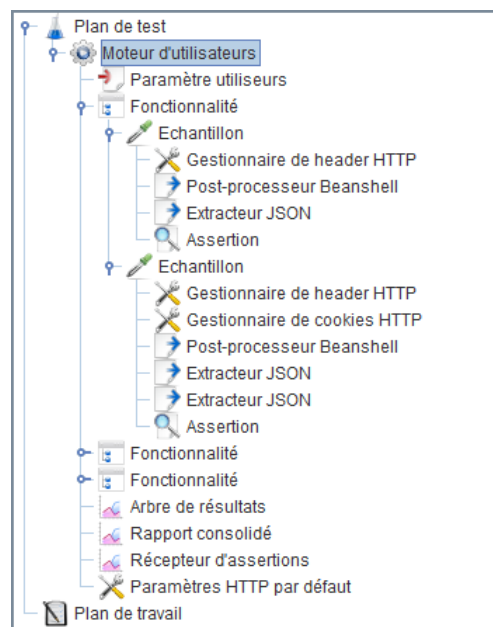 Plan de test
Moteur d'utilisateurs
Paramètre utiliseurs
Fonctionnalité
Echantillon
Gestionnaire de header HTTP
Post-processeur Beanshell
Extracteur JSON
Assertion
Echantillon
Gestionnaire de header HTTP
Gestionnaire de cookies HTTP
Post-processeur Beanshell
Extracteur JSON
Extracteur JSON
Assertion
Fonctionnalité
Fonctionnalité
Arbre de résultats
Rapport consolidé
Récepteur d'assertions
Paramètres HTTP par défaut
Plan de travail